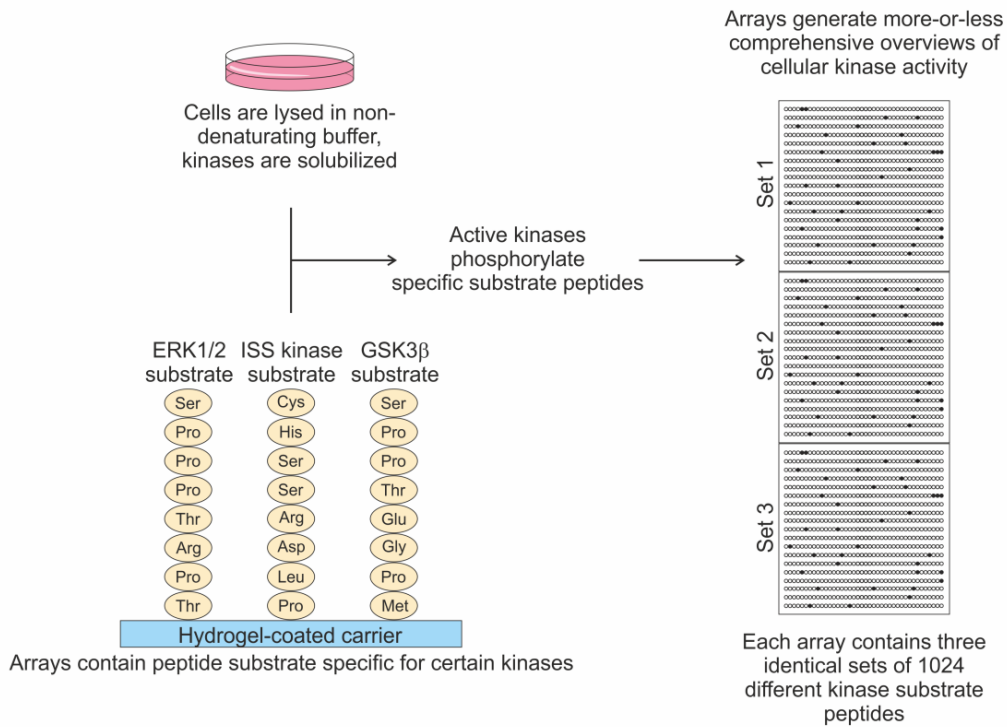 Cells are lysed in non-
denaturating buffer,
kinases are solubilized
Active kinases
phosphorylate
specific substrate peptides
ERK1/2
substrate
Ser
Pro
Pro
Pro
Thr
Arg
Pro
Thr
ISS kinase
substrate
Cys
His
Ser
Ser
Arg
Asp
Leu
Pro
GSK3β
substrate
Ser
Pro
Pro
Thr
Glu
Gly
Pro
Met
Hydrogel-coated carrier
Arrays contain peptide substrate specific for certain kinases
Arrays generate more-or-less
comprehensive overviews of
cellular kinase activity
Set 1
Set 2
Set 3
Each array contains three
identical sets of 1024
different kinase substrate
peptides